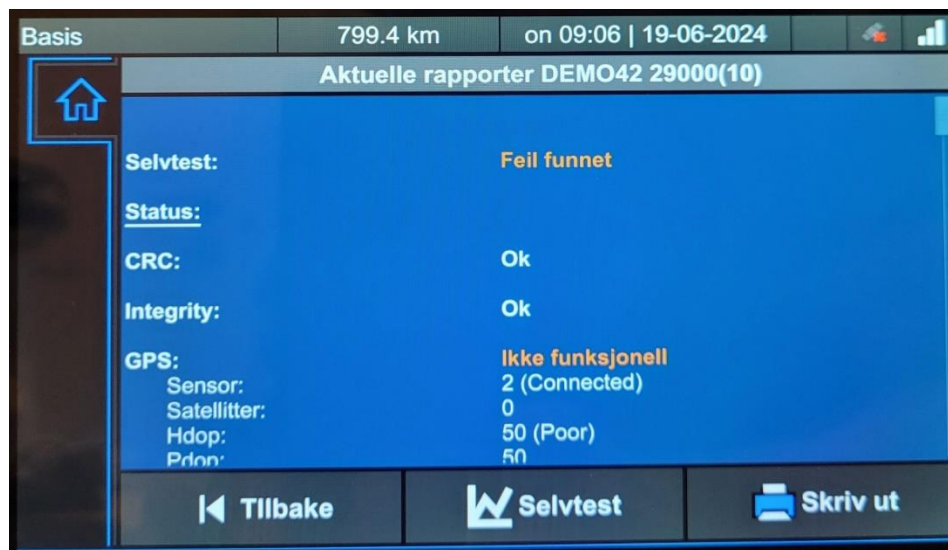 Basis 799.4 km on 09:06 | 19-06-2024
Aktuelle rapporter DEMO42 29000(10)
Selvtest: Feil funnet
Status:
CRC: Ok
Integrity: Ok
GPS: Ikke funksjonell
Sensor: 2 (Connected)
Satellitter: 0
Hdop: 50 (Poor)
Pdop: 50
TIlbake Selvtest Skriv ut